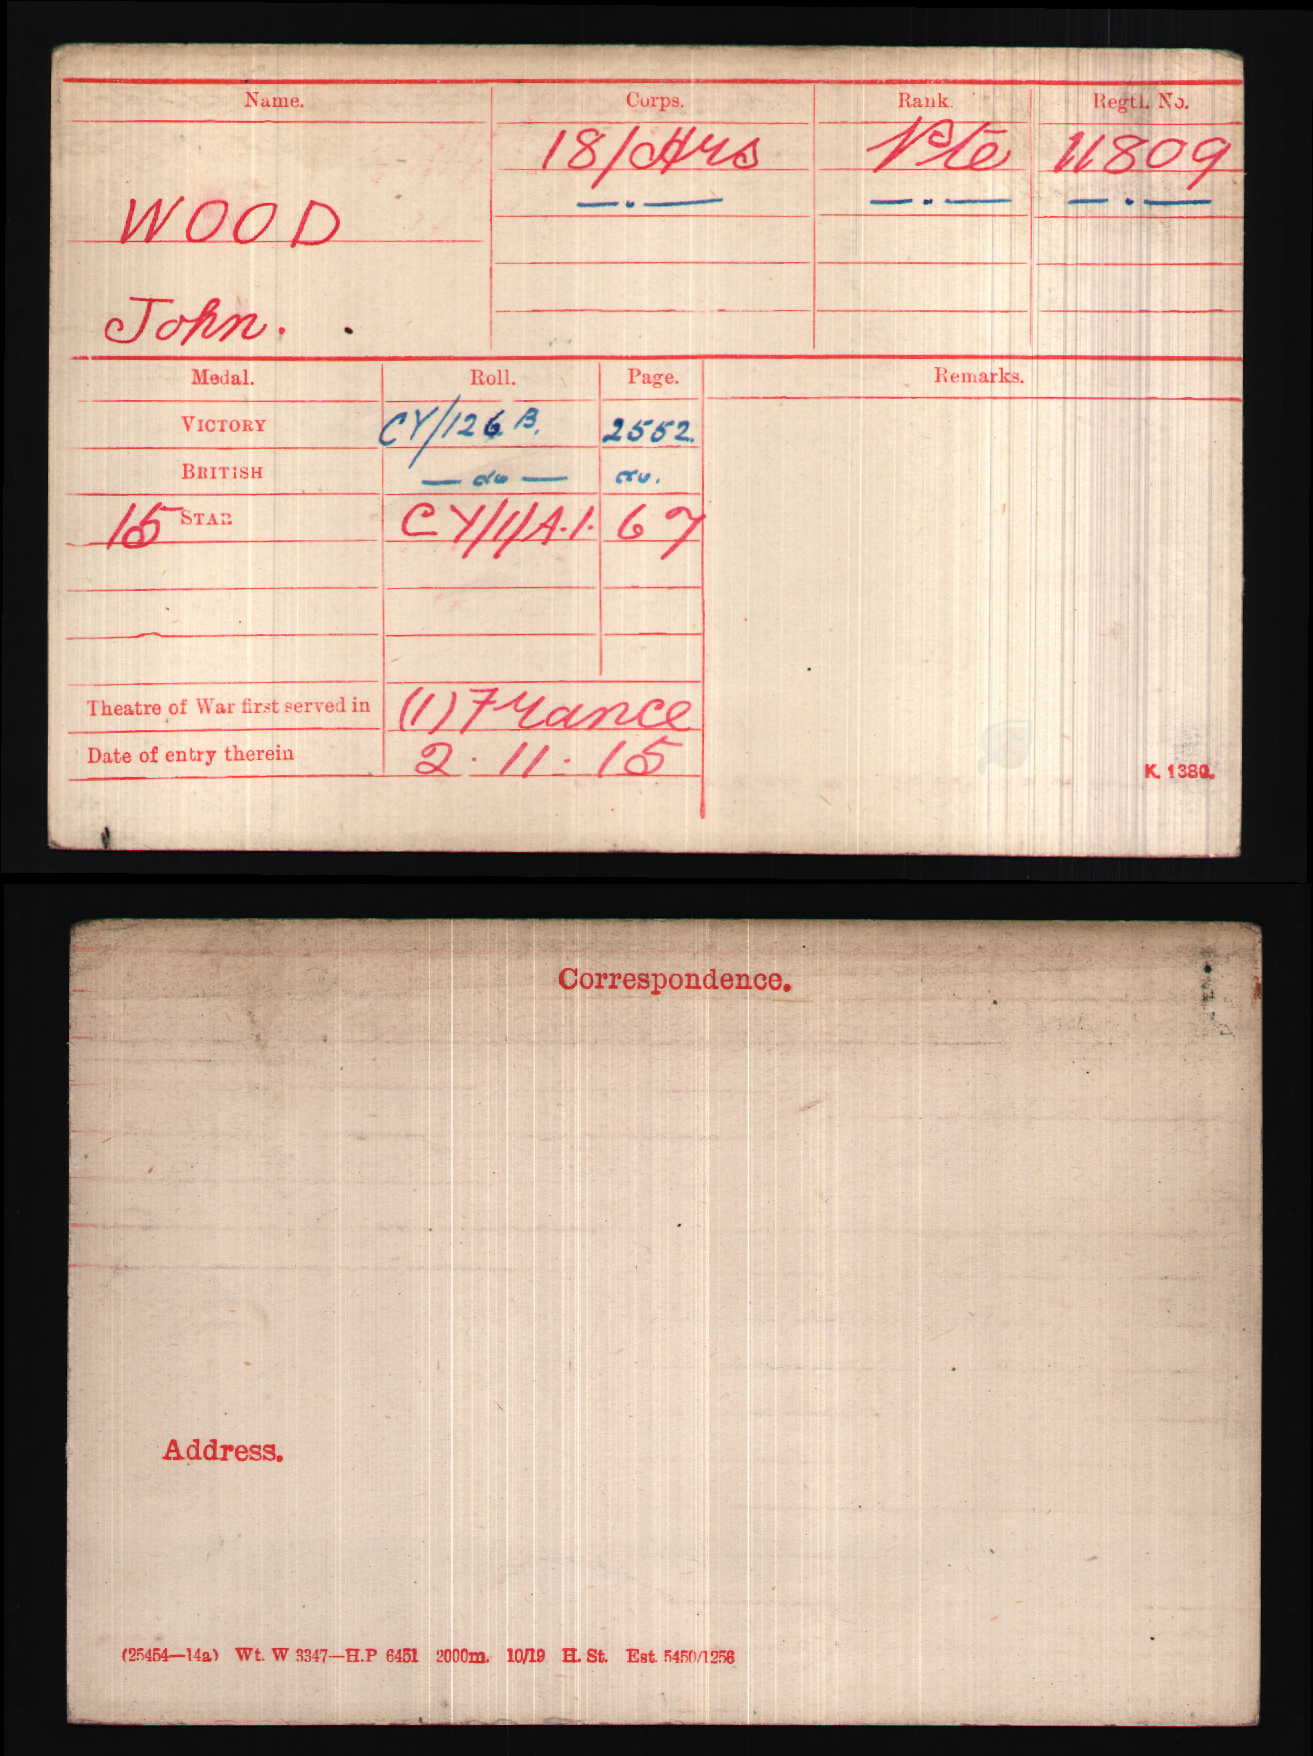 Name. Corps. Rank. Regtl. No.
18/Hrs Pte 11809
WOOD — . — — . — — . —
John.
Medal. Roll. Page. Remarks.
VICTORY CY/126 B. 2552.
BRITISH — do — do.
15 STAR CY/1/A.1. 67
Theatre of War first served in (1) France
Date of entry therein 2 . 11 . 15
K. 1380.
Correspondence.
Address.
(25454—14a) Wt. W 3347—H.P 6451 2000m. 10/19 H. St. Est. 5450/1256